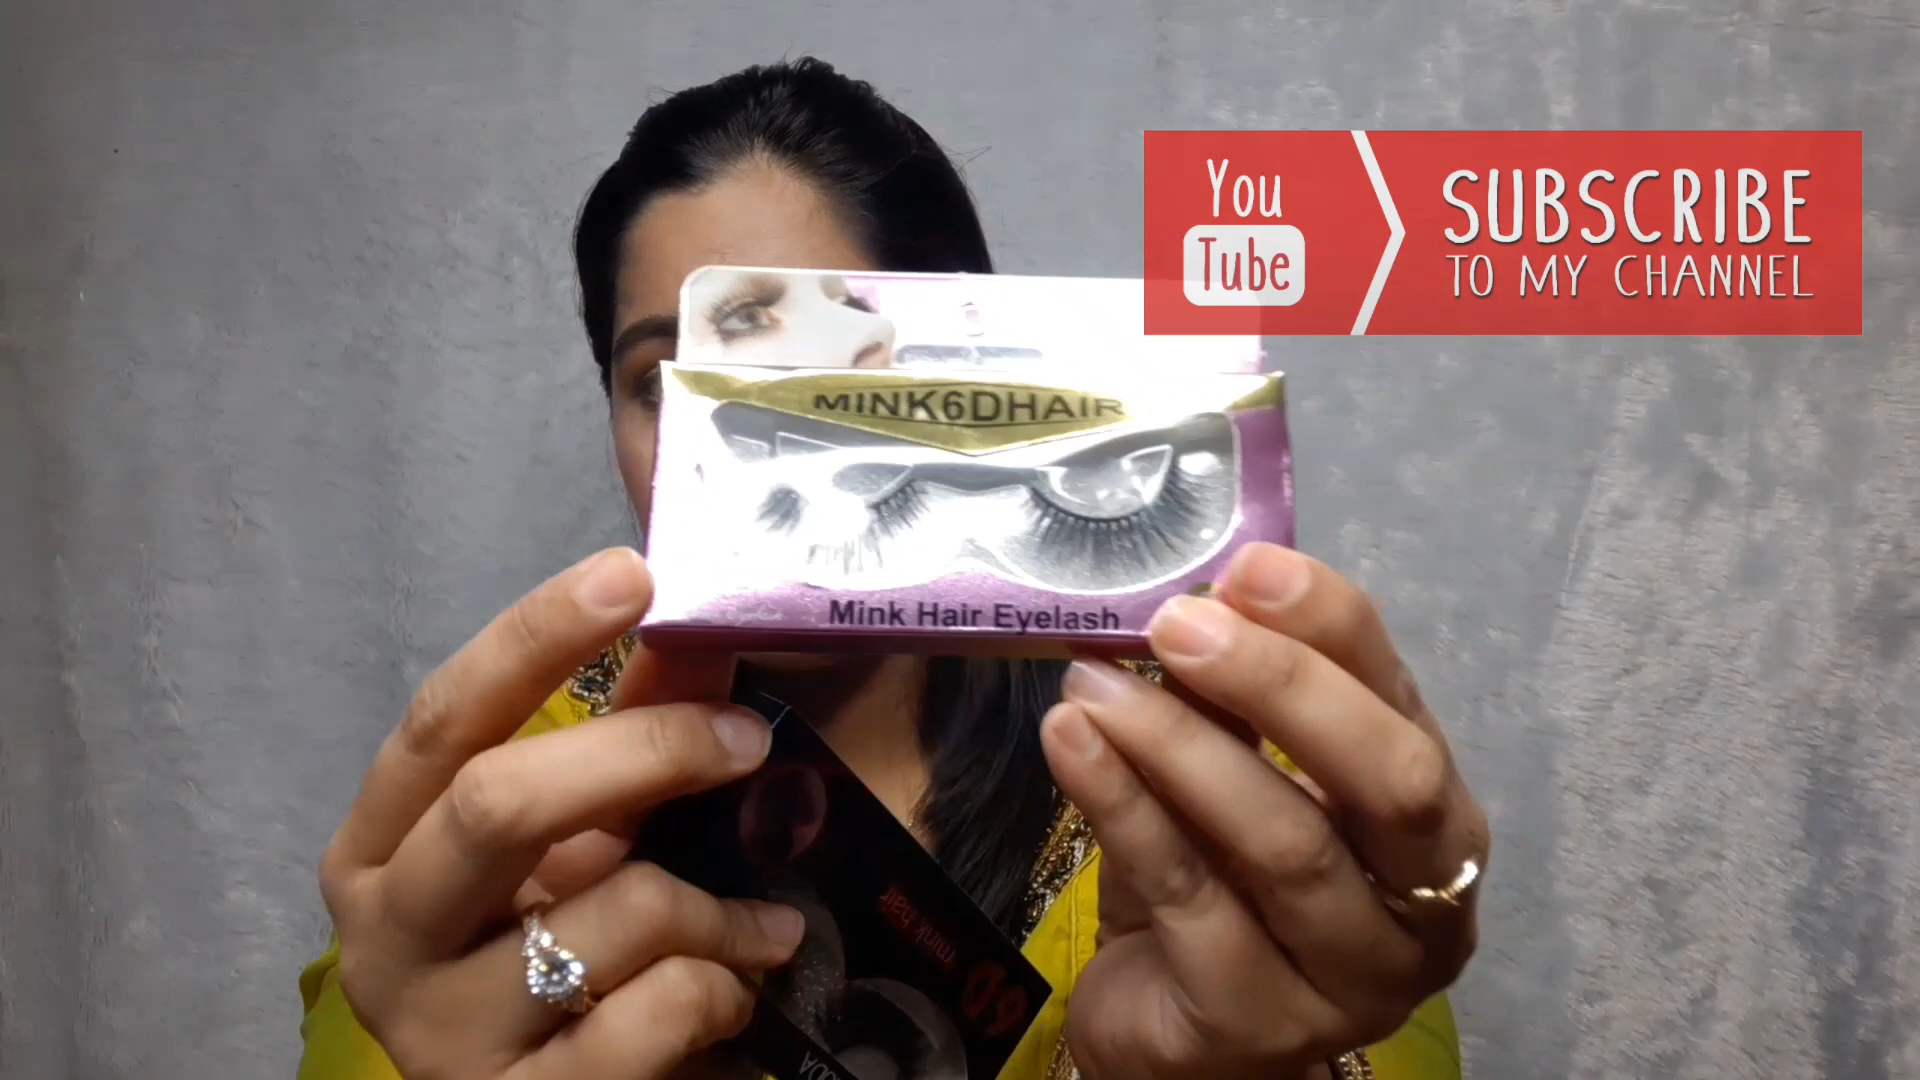 You
Tube
SUBSCRIBE
TO MY CHANNEL
MINK6DHAIR
Mink Hair Eyelash
6D mink hair